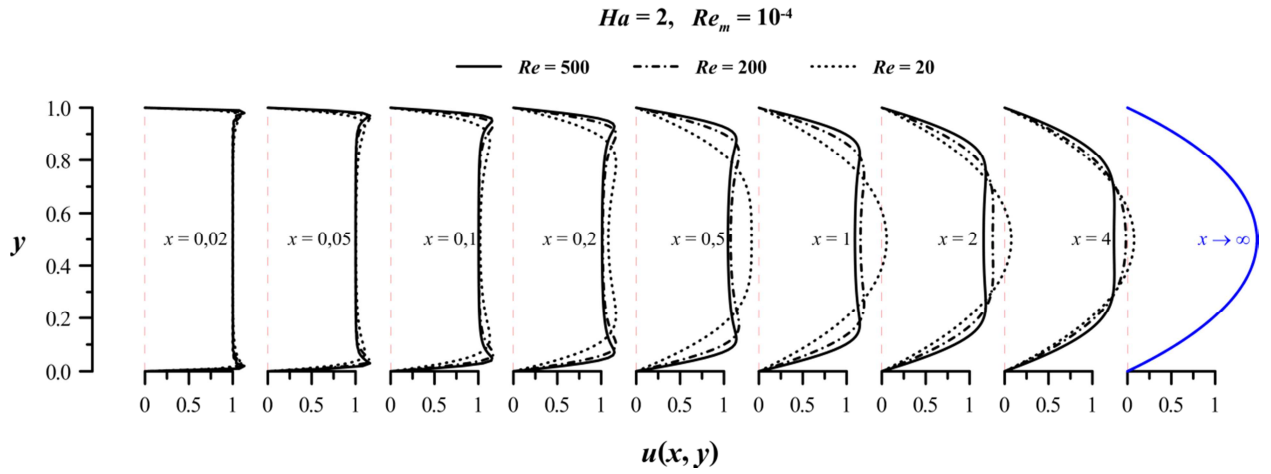 Ha = 2, Re_m = 10^-4
Re = 500 Re = 200 Re = 20
1.0
0.8
0.6
0.4
0.2
0.0
y
x = 0,02 x = 0,05 x = 0,1 x = 0,2 x = 0,5 x = 1 x = 2 x = 4 x → ∞
0 0.5 1 0 0.5 1 0 0.5 1 0 0.5 1 0 0.5 1 0 0.5 1 0 0.5 1 0 0.5 1 0 0.5 1
u(x, y)